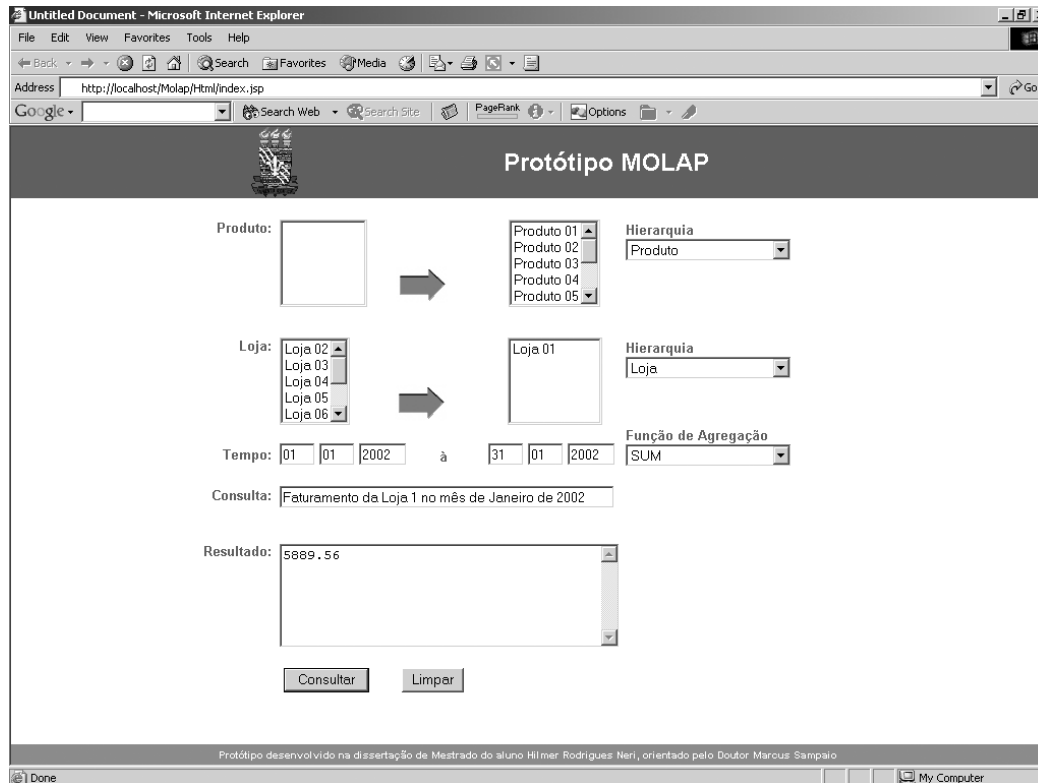 Untitled Document - Microsoft Internet Explorer
File Edit View Favorites Tools Help
Back Search Favorites Media
Address http://localhost/Molap/Html/index.jsp Go
Google Search Web Search Site PageRank Options
Protótipo MOLAP
Produto:
Produto 01
Produto 02
Produto 03
Produto 04
Produto 05
Hierarquia
Produto
Loja:
Loja 02
Loja 03
Loja 04
Loja 05
Loja 06
Loja 01
Hierarquia
Loja
Função de Agregação
Tempo: 01 01 2002 à 31 01 2002 SUM
Consulta: Faturamento da Loja 1 no mês de Janeiro de 2002
Resultado: 5889.56
Consultar Limpar
Protótipo desenvolvido na dissertação de Mestrado do aluno Hilmer Rodrigues Neri, orientado pelo Doutor Marcus Sampaio
Done My Computer